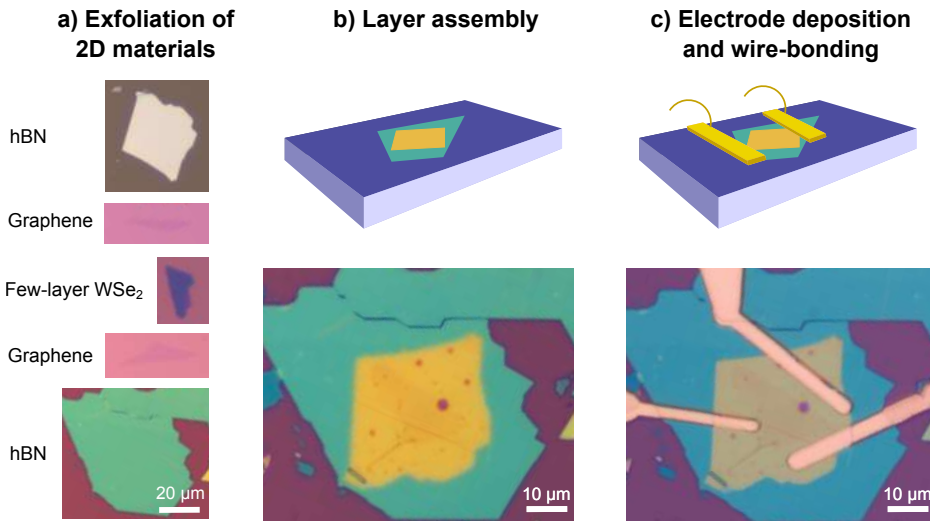 a) Exfoliation of
2D materials
b) Layer assembly
c) Electrode deposition
and wire-bonding
hBN
Graphene
Few-layer WSe₂
Graphene
hBN
20 μm
10 μm
10 μm